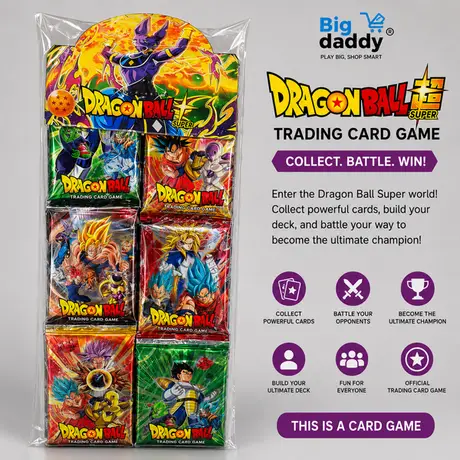 Big
daddy®
PLAY BIG, SHOP SMART
DRAGON BALL 超
SUPER
TRADING CARD GAME
COLLECT. BATTLE. WIN!
Enter the Dragon Ball Super world!
Collect powerful cards, build your
deck, and battle your way to
become the ultimate champion!
COLLECT
POWERFUL CARDS
BATTLE YOUR
OPPONENTS
BECOME THE
ULTIMATE CHAMPION
BUILD YOUR
ULTIMATE DECK
FUN FOR
EVERYONE
OFFICIAL
TRADING CARD GAME
THIS IS A CARD GAME
DRAGON BALL 超
SUPER
DRAGON BALL
TRADING CARD GAME
DRAGON BALL
TRADING CARD GAME
DRAGON BALL
TRADING CARD GAME
DRAGON BALL
TRADING CARD GAME
DRAGON BALL
TRADING CARD GAME
DRAGON BALL
TRADING CARD GAME